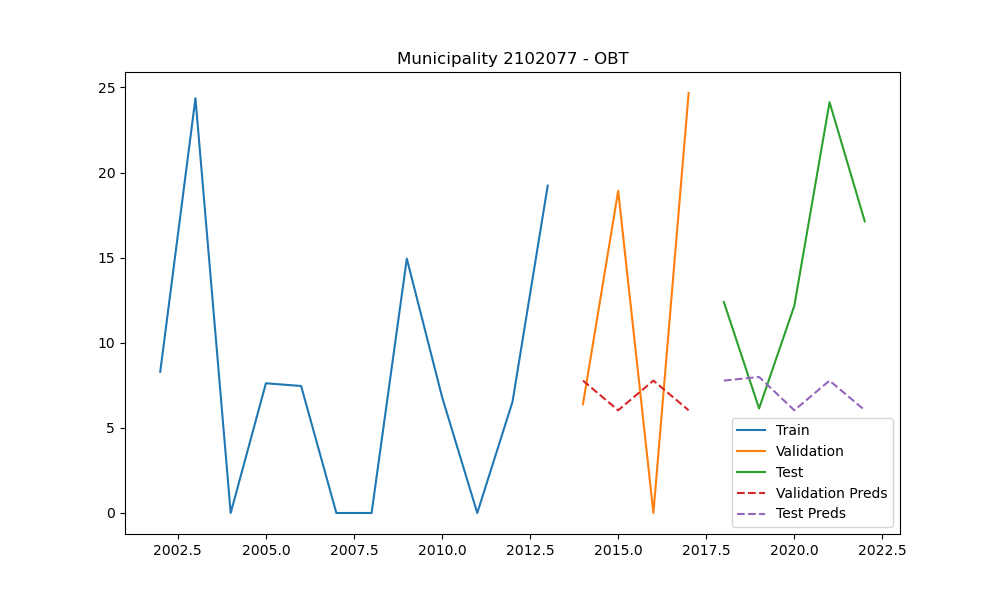 Municipality 2102077 - OBT
25
20
15
10
5
0
2002.5 2005.0 2007.5 2010.0 2012.5 2015.0 2017.5 2020.0 2022.5
Train
Validation
Test
Validation Preds
Test Preds